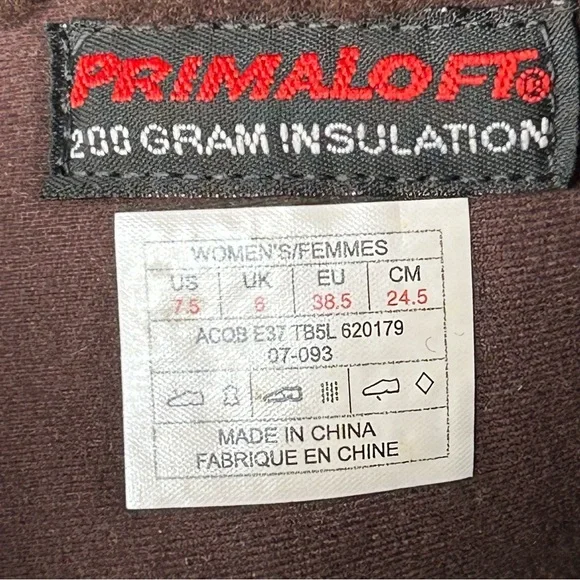 PRIMALOFT®
200 GRAM INSULATION
WOMEN'S/FEMMES
US UK EU CM
7.5 6 38.5 24.5
ACOB E37 TB5L 620179
07-093
MADE IN CHINA
FABRIQUE EN CHINE